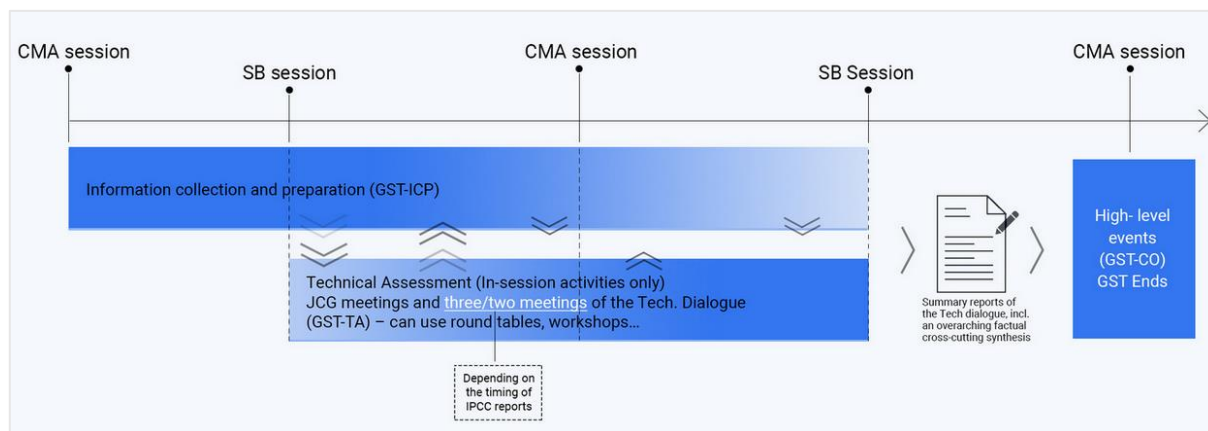 CMA session
SB session
CMA session
SB Session
CMA session
Information collection and preparation (GST-ICP)
Technical Assessment (In-session activities only)
JCG meetings and three/two meetings of the Tech. Dialogue
(GST-TA) – can use round tables, workshops...
Depending on
the timing of
IPCC reports
Summary reports of
the Tech dialogue, incl.
an overarching factual
cross-cutting synthesis
High- level
events
(GST-CO)
GST Ends